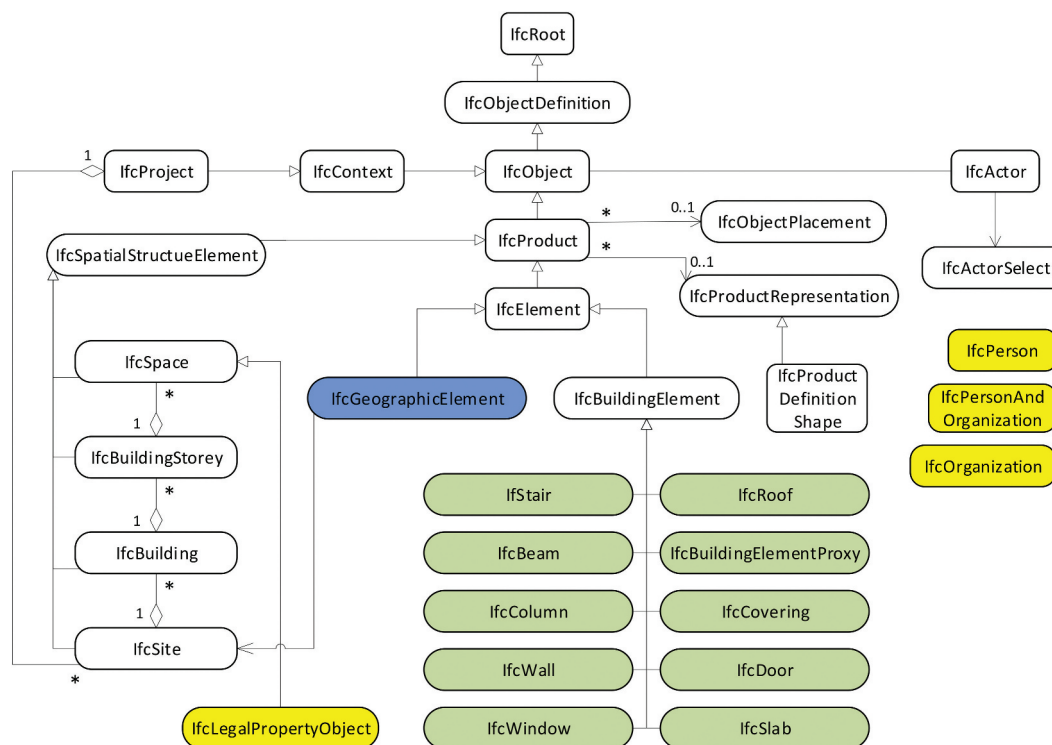 IfcRoot
IfcObjectDefinition
1
IfcProject
IfcContext
IfcObject
IfcActor
*
0..1
IfcObjectPlacement
IfcProduct
*
IfcSpatialStructueElement
0..1
IfcActorSelect
IfcProductRepresentation
IfcElement
IfcSpace
IfcPerson
*
IfcGeographicElement
IfcBuildingElement
IfcProduct
Definition
Shape
IfcPersonAnd
Organization
1
IfcBuildingStorey
IfcOrganization
*
IfStair
IfcRoof
1
IfcBuilding
IfcBeam
IfcBuildingElementProxy
*
1
IfcColumn
IfcCovering
IfcSite
*
IfcWall
IfcDoor
IfcLegalPropertyObject
IfcWindow
IfcSlab